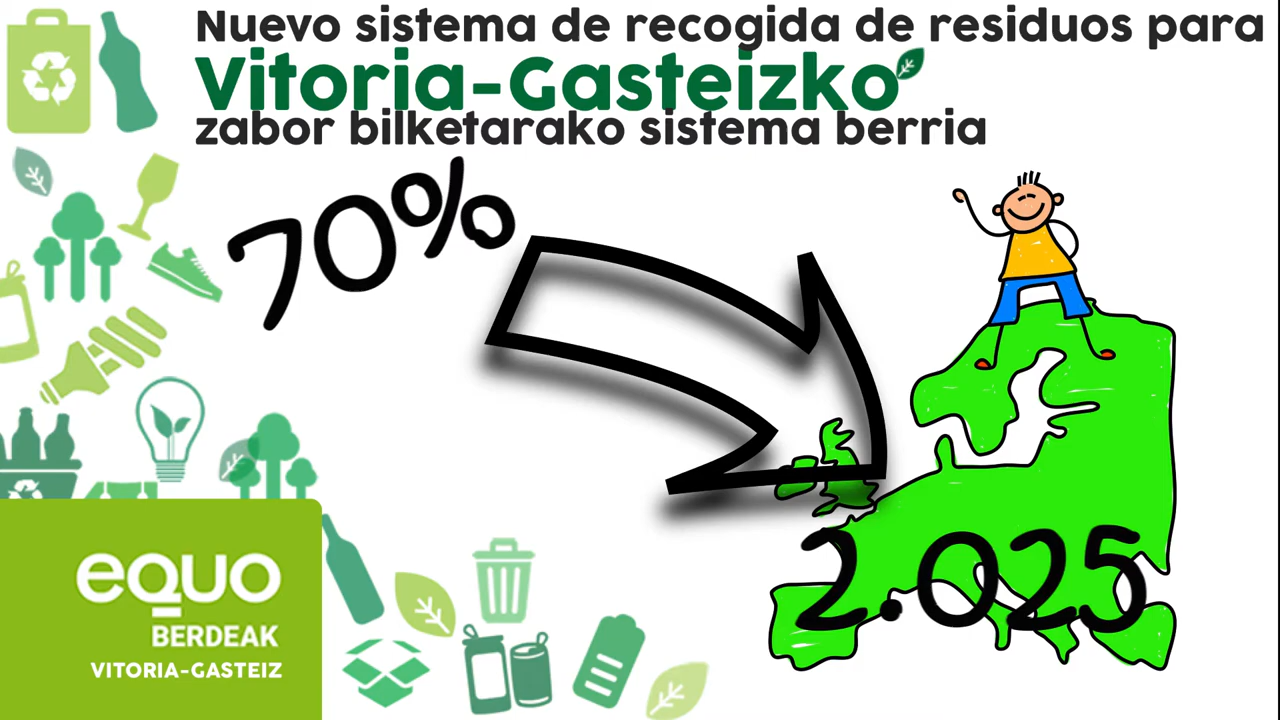 Nuevo sistema de recogida de residuos para
Vitoria-Gasteizko
zabor bilketarako sistema berria
70%
2.025
equo
BERDEAK
VITORIA-GASTEIZ